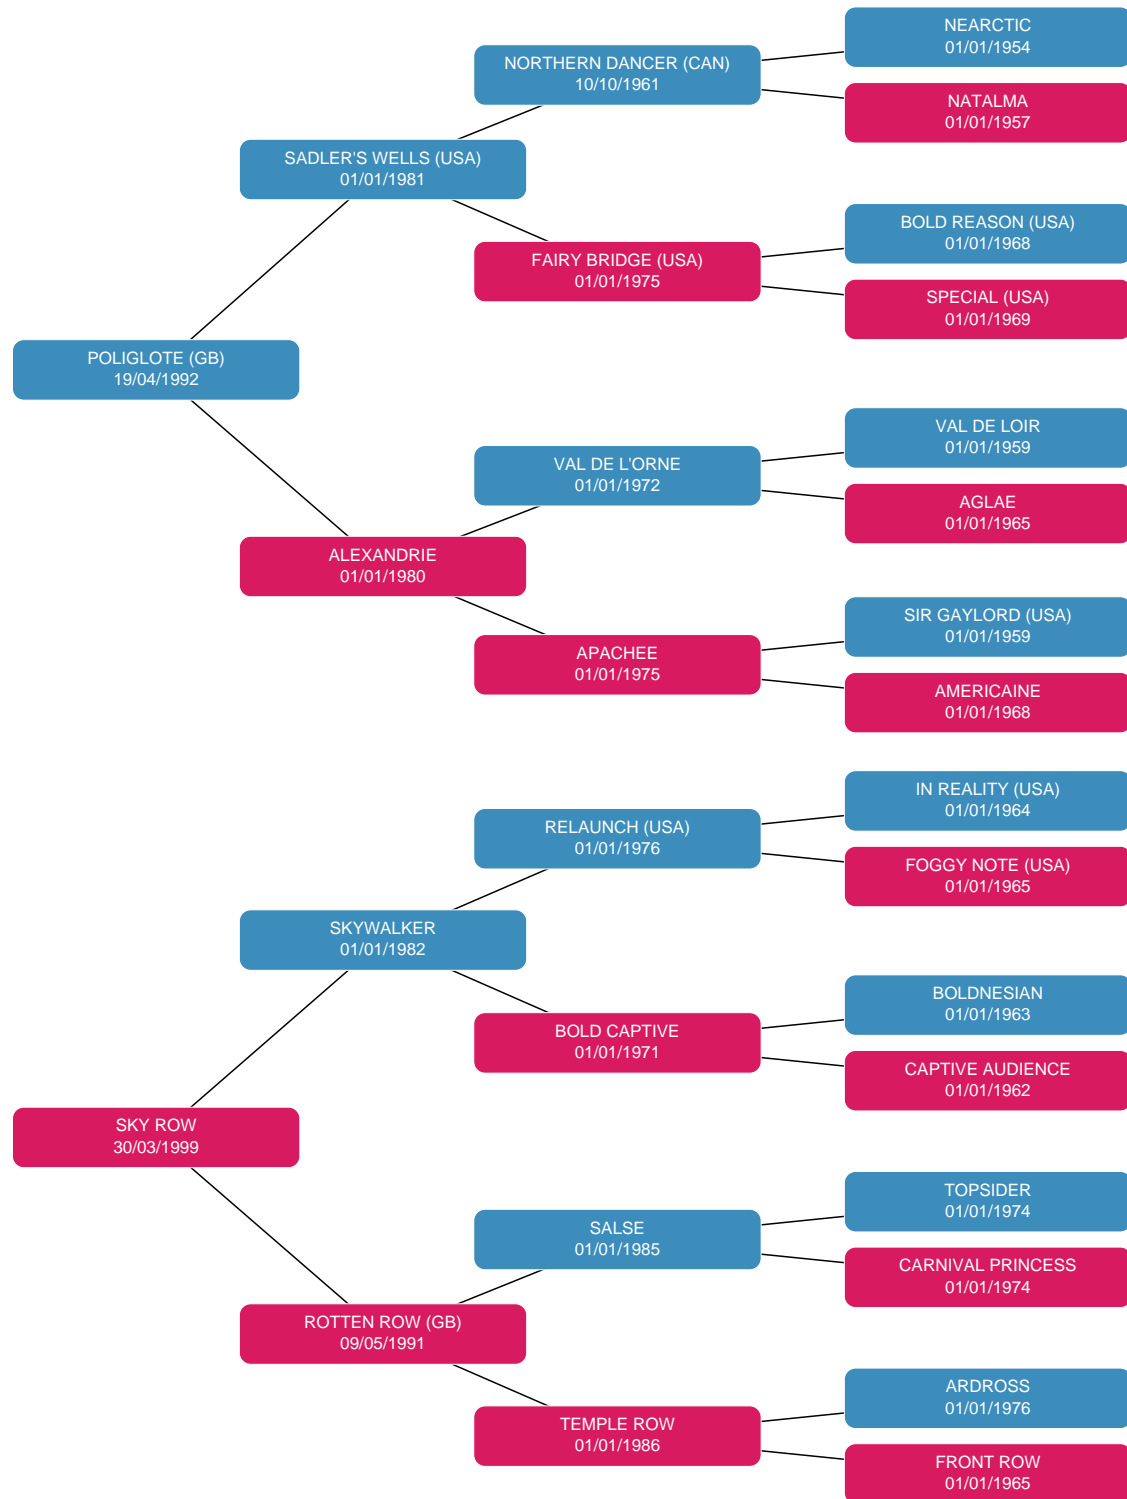 NEARCTIC
01/01/1954
NORTHERN DANCER (CAN)
10/10/1961
NATALMA
01/01/1957
SADLER'S WELLS (USA)
01/01/1981
BOLD REASON (USA)
01/01/1968
FAIRY BRIDGE (USA)
01/01/1975
SPECIAL (USA)
01/01/1969
POLIGLOTE (GB)
19/04/1992
VAL DE LOIR
01/01/1959
VAL DE L'ORNE
01/01/1972
AGLAE
01/01/1965
ALEXANDRIE
01/01/1980
SIR GAYLORD (USA)
01/01/1959
APACHEE
01/01/1975
AMERICAINE
01/01/1968
IN REALITY (USA)
01/01/1964
RELAUNCH (USA)
01/01/1976
FOGGY NOTE (USA)
01/01/1965
SKYWALKER
01/01/1982
BOLDNESIAN
01/01/1963
BOLD CAPTIVE
01/01/1971
CAPTIVE AUDIENCE
01/01/1962
SKY ROW
30/03/1999
TOPSIDER
01/01/1974
SALSE
01/01/1985
CARNIVAL PRINCESS
01/01/1974
ROTTEN ROW (GB)
09/05/1991
ARDROSS
01/01/1976
TEMPLE ROW
01/01/1986
FRONT ROW
01/01/1965